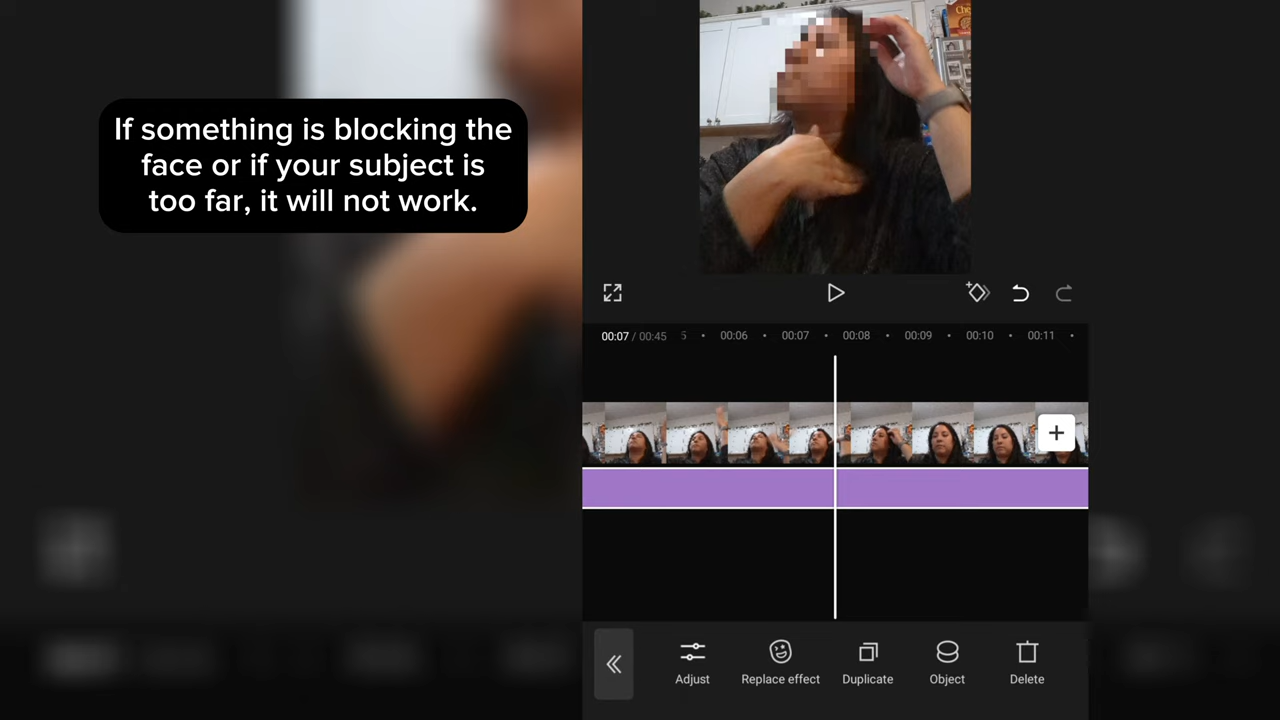 If something is blocking the
face or if your subject is
too far, it will not work.
Che
00:07 / 00:45
5 00:06 00:07 00:08 00:09 00:10 00:11
Adjust Replace effect Duplicate Object Delete